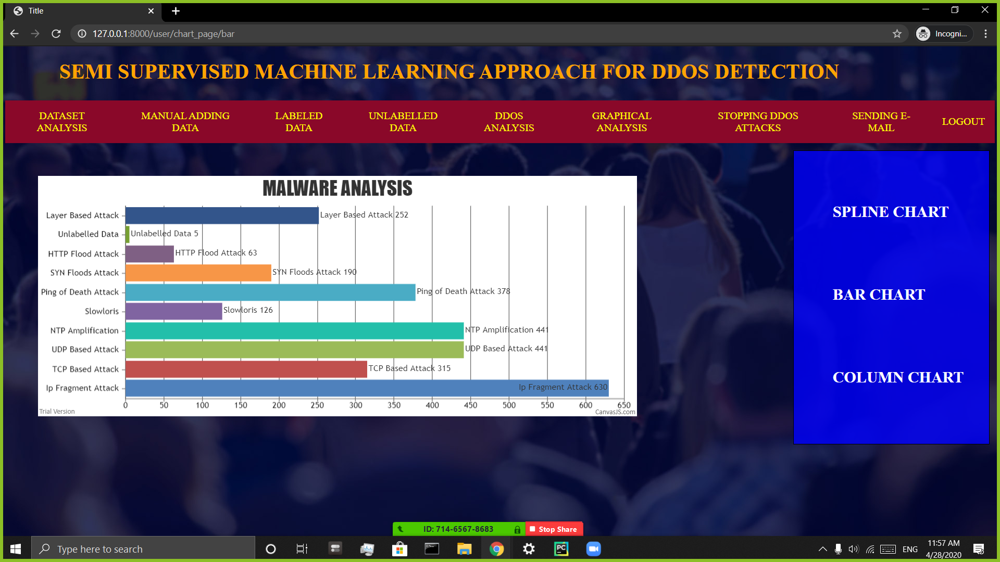 Title
127.0.0.1:8000/user/chart_page/bar
Incogni...
SEMI SUPERVISED MACHINE LEARNING APPROACH FOR DDOS DETECTION
DATASET
ANALYSIS
MANUAL ADDING
DATA
LABELED
DATA
UNLABELLED
DATA
DDOS
ANALYSIS
GRAPHICAL
ANALYSIS
STOPPING DDOS
ATTACKS
SENDING E-
MAIL
LOGOUT
MALWARE ANALYSIS
Layer Based Attack
Layer Based Attack 252
Unlabelled Data
Unlabelled Data 5
HTTP Flood Attack
HTTP Flood Attack 63
SYN Floods Attack
SYN Floods Attack 190
Ping of Death Attack
Ping of Death Attack 378
Slowloris
Slowloris 126
NTP Amplification
NTP Amplification 441
UDP Based Attack
UDP Based Attack 441
TCP Based Attack
TCP Based Attack 315
Ip Fragment Attack
Ip Fragment Attack 630
0 50 100 150 200 250 300 350 400 450 500 550 600 650
Trial Version
CanvasJS.com
SPLINE CHART
BAR CHART
COLUMN CHART
ID: 714-6567-8683
Stop Share
Type here to search
PC
ENG
11:57 AM
4/28/2020